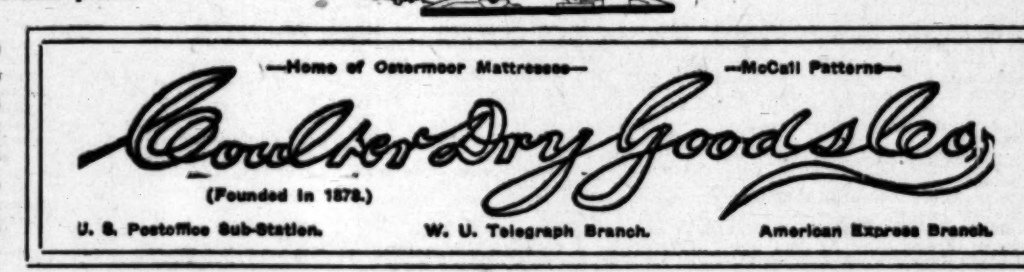 —Home of Ostermoor Mattresses— —McCall Patterns—
Coulter Dry Goods Co.
(Founded in 1878.)
U. S. Postoffice Sub-Station. W. U. Telegraph Branch. American Express Branch.